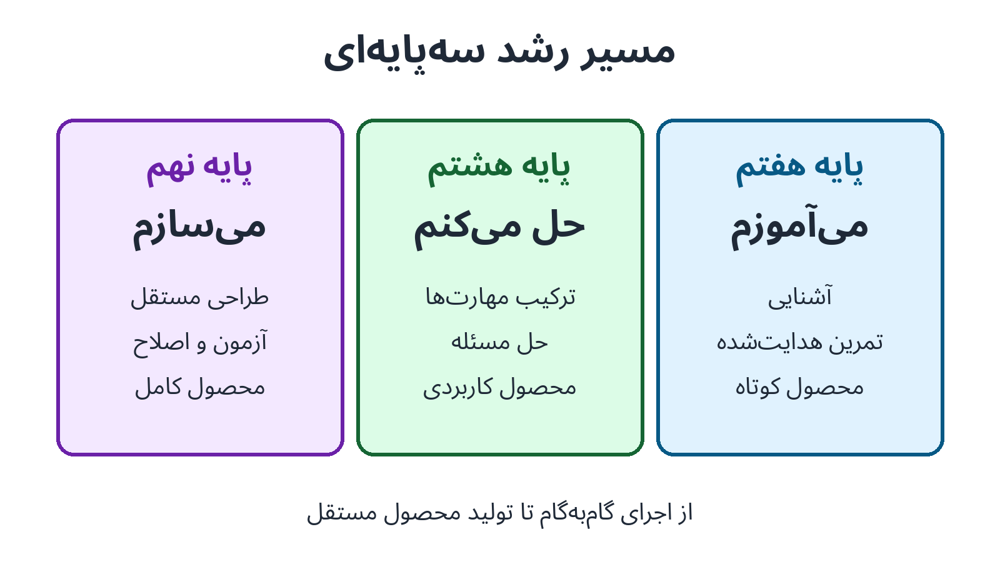 مسیر رشد سه‌پایه‌ای
پایه هفتم
می‌آموزم
آشنایی
تمرین هدایت‌شده
محصول کوتاه
پایه هشتم
حل می‌کنم
ترکیب مهارت‌ها
حل مسئله
محصول کاربردی
پایه نهم
می‌سازم
طراحی مستقل
آزمون و اصلاح
محصول کامل
از اجرای گام‌به‌گام تا تولید محصول مستقل